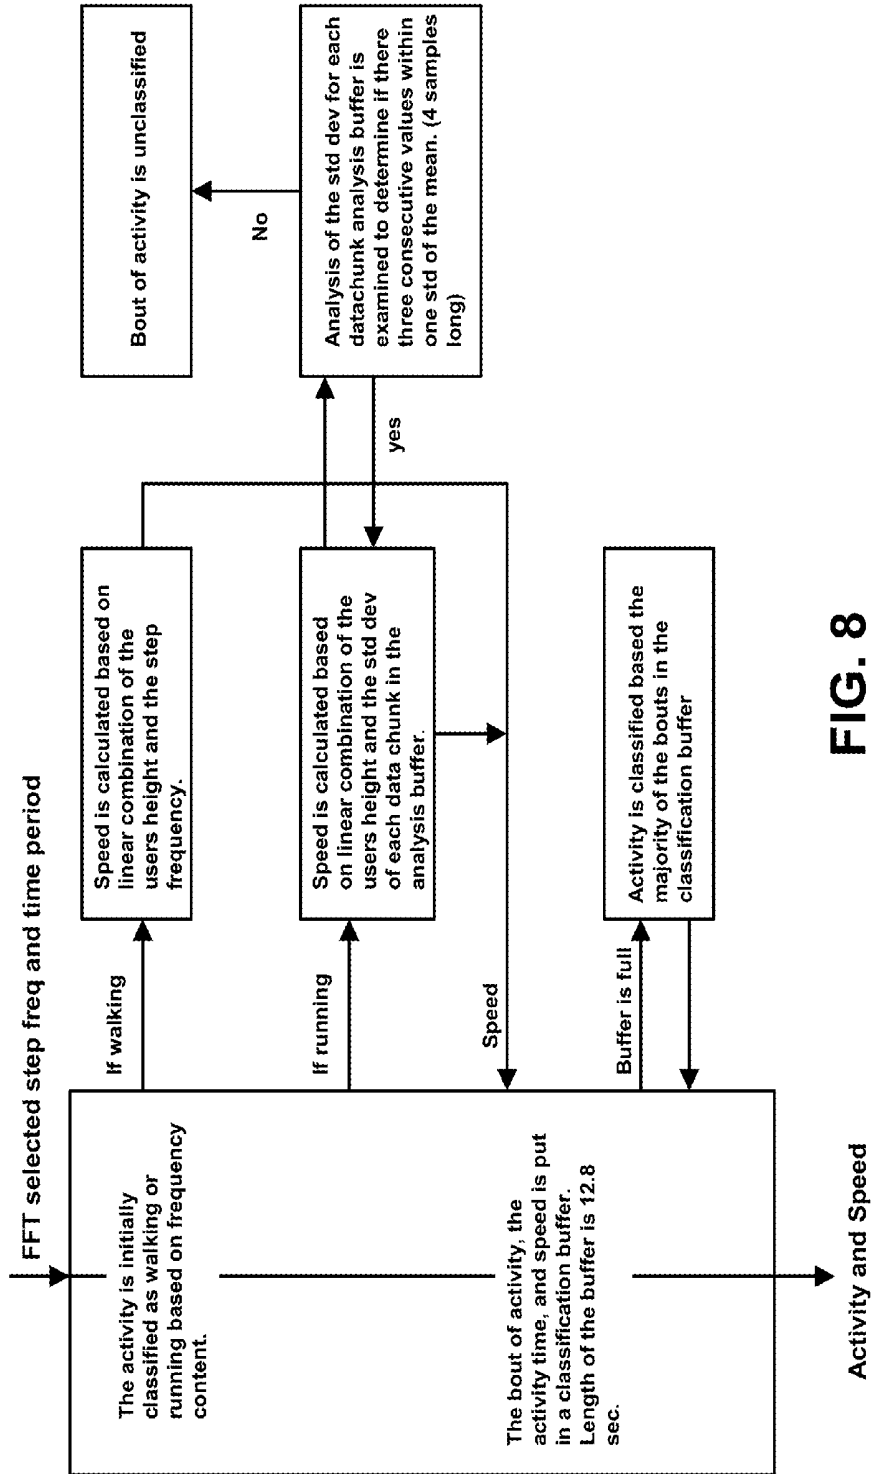 FFT selected step freq and time period
The activity is initially
classified as walking or
running based on frequency
content.
If walking
Speed is calculated based on
linear combination of the
users height and the step
frequency.
If running
Speed is calculated based
on linear combination of the
users height and the std dev
of each data chunk in the
analysis buffer.
yes
Analysis of the std dev for each
datachunk analysis buffer is
examined to determine if there
three consecutive values within
one std of the mean. (4 samples
long)
No
Bout of activity is unclassified
Speed
The bout of activity, the
activity time, and speed is put
in a classification buffer.
Length of the buffer is 12.8
sec.
Buffer is full
Activity is classified based the
majority of the bouts in the
classification buffer
Activity and Speed
FIG. 8